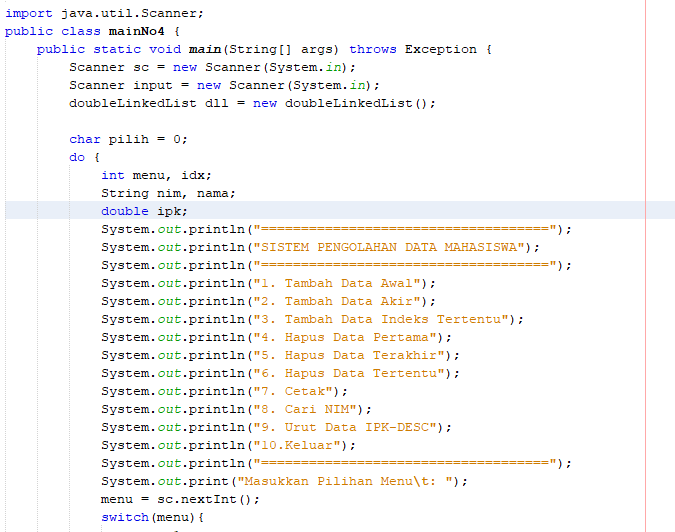 import java.util.Scanner;
public class mainNo4 {
    public static void main(String[] args) throws Exception {
        Scanner sc = new Scanner(System.in);
        Scanner input = new Scanner(System.in);
        doubleLinkedList dll = new doubleLinkedList();

        char pilih = 0;
        do {
            int menu, idx;
            String nim, nama;
            double ipk;
            System.out.println("====================================");
            System.out.println("SISTEM PENGOLAHAN DATA MAHASISWA");
            System.out.println("====================================");
            System.out.println("1. Tambah Data Awal");
            System.out.println("2. Tambah Data Akir");
            System.out.println("3. Tambah Data Indeks Tertentu");
            System.out.println("4. Hapus Data Pertama");
            System.out.println("5. Hapus Data Terakhir");
            System.out.println("6. Hapus Data Tertentu");
            System.out.println("7. Cetak");
            System.out.println("8. Cari NIM");
            System.out.println("9. Urut Data IPK-DESC");
            System.out.println("10.Keluar");
            System.out.println("====================================");
            System.out.print("Masukkan Pilihan Menu\t: ");
            menu = sc.nextInt();
            switch(menu){